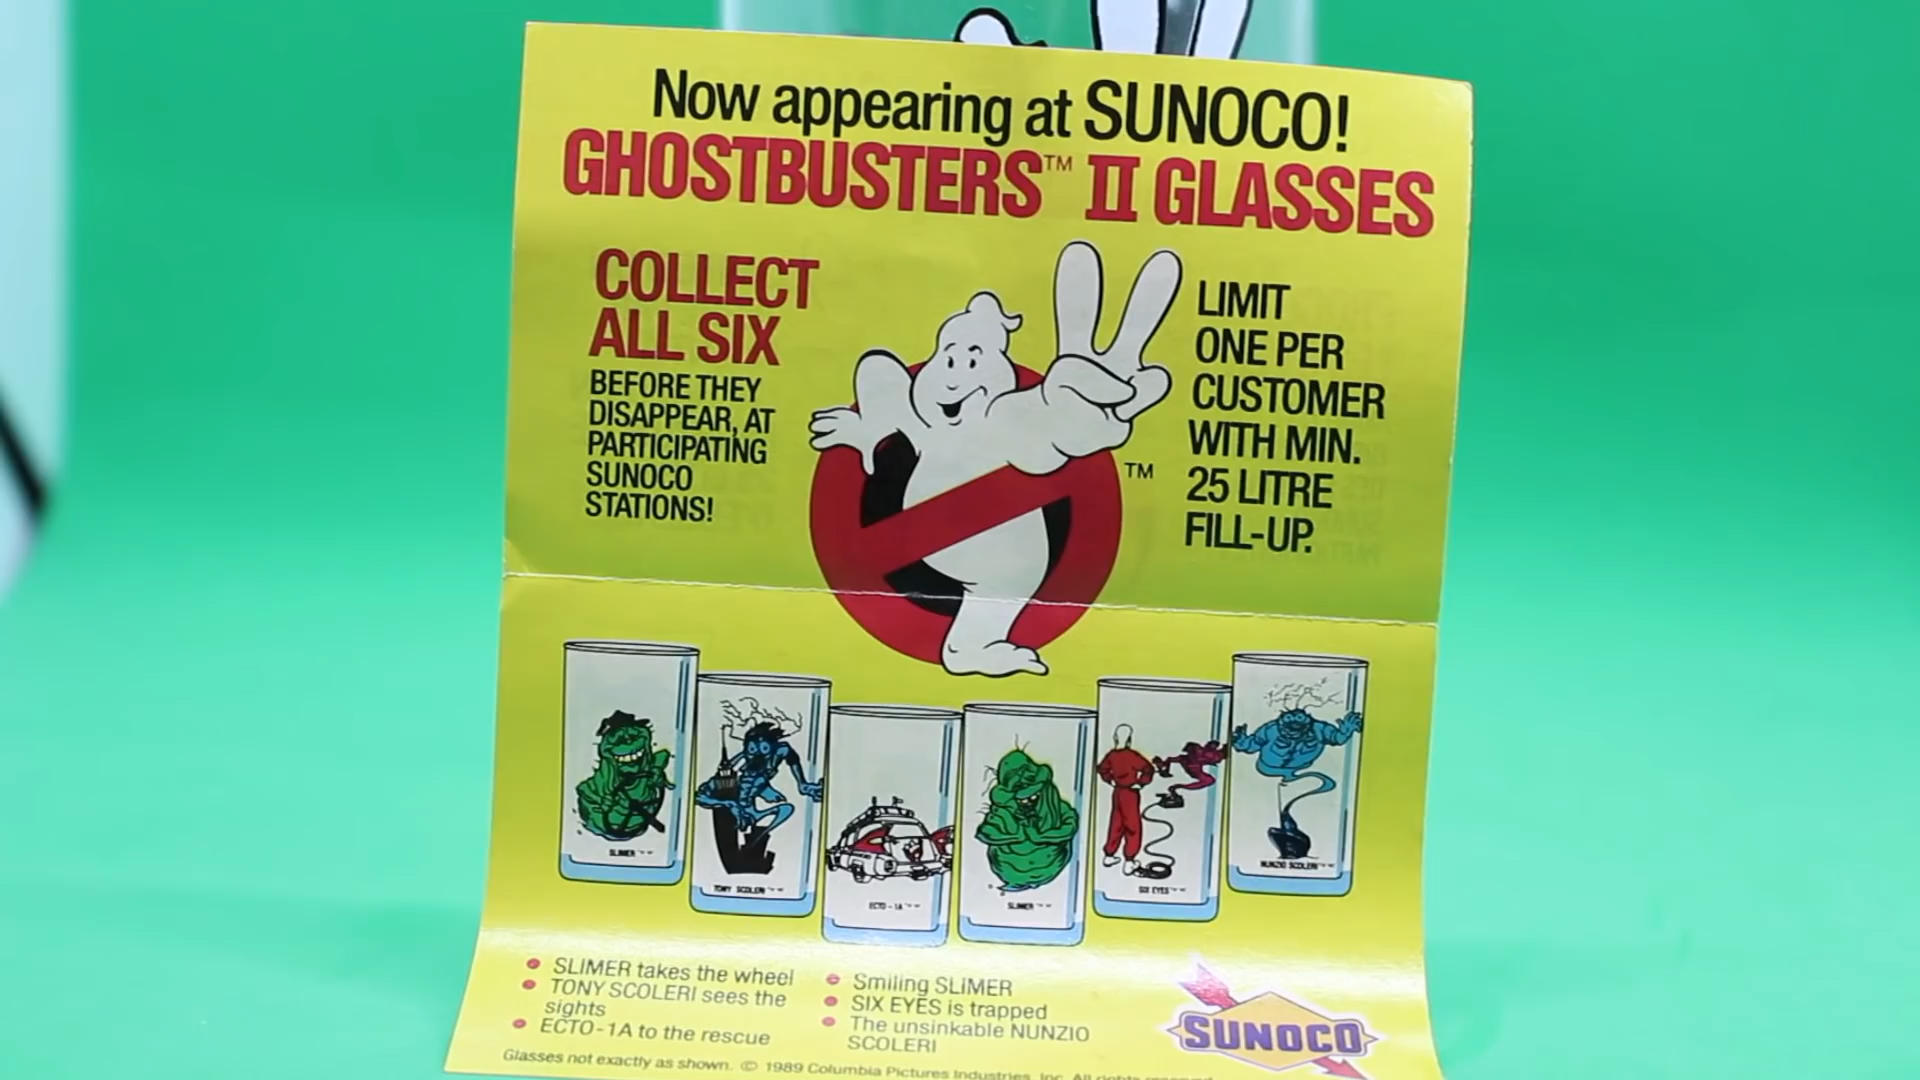 Now appearing at SUNOCO!
GHOSTBUSTERS™ II GLASSES
COLLECT
ALL SIX
BEFORE THEY
DISAPPEAR, AT
PARTICIPATING
SUNOCO
STATIONS!
LIMIT
ONE PER
CUSTOMER
WITH MIN.
25 LITRE
FILL-UP.
TM
SLIMER
TONY SCOLERI
ECTO-1A
SLIMER
SIX EYES
NUNZIO SCOLERI
• SLIMER takes the wheel
• TONY SCOLERI sees the
sights
• ECTO-1A to the rescue
• Smiling SLIMER
• SIX EYES is trapped
• The unsinkable NUNZIO
SCOLERI
SUNOCO
Glasses not exactly as shown. © 1989 Columbia Pictures Industries, Inc. All rights reserved